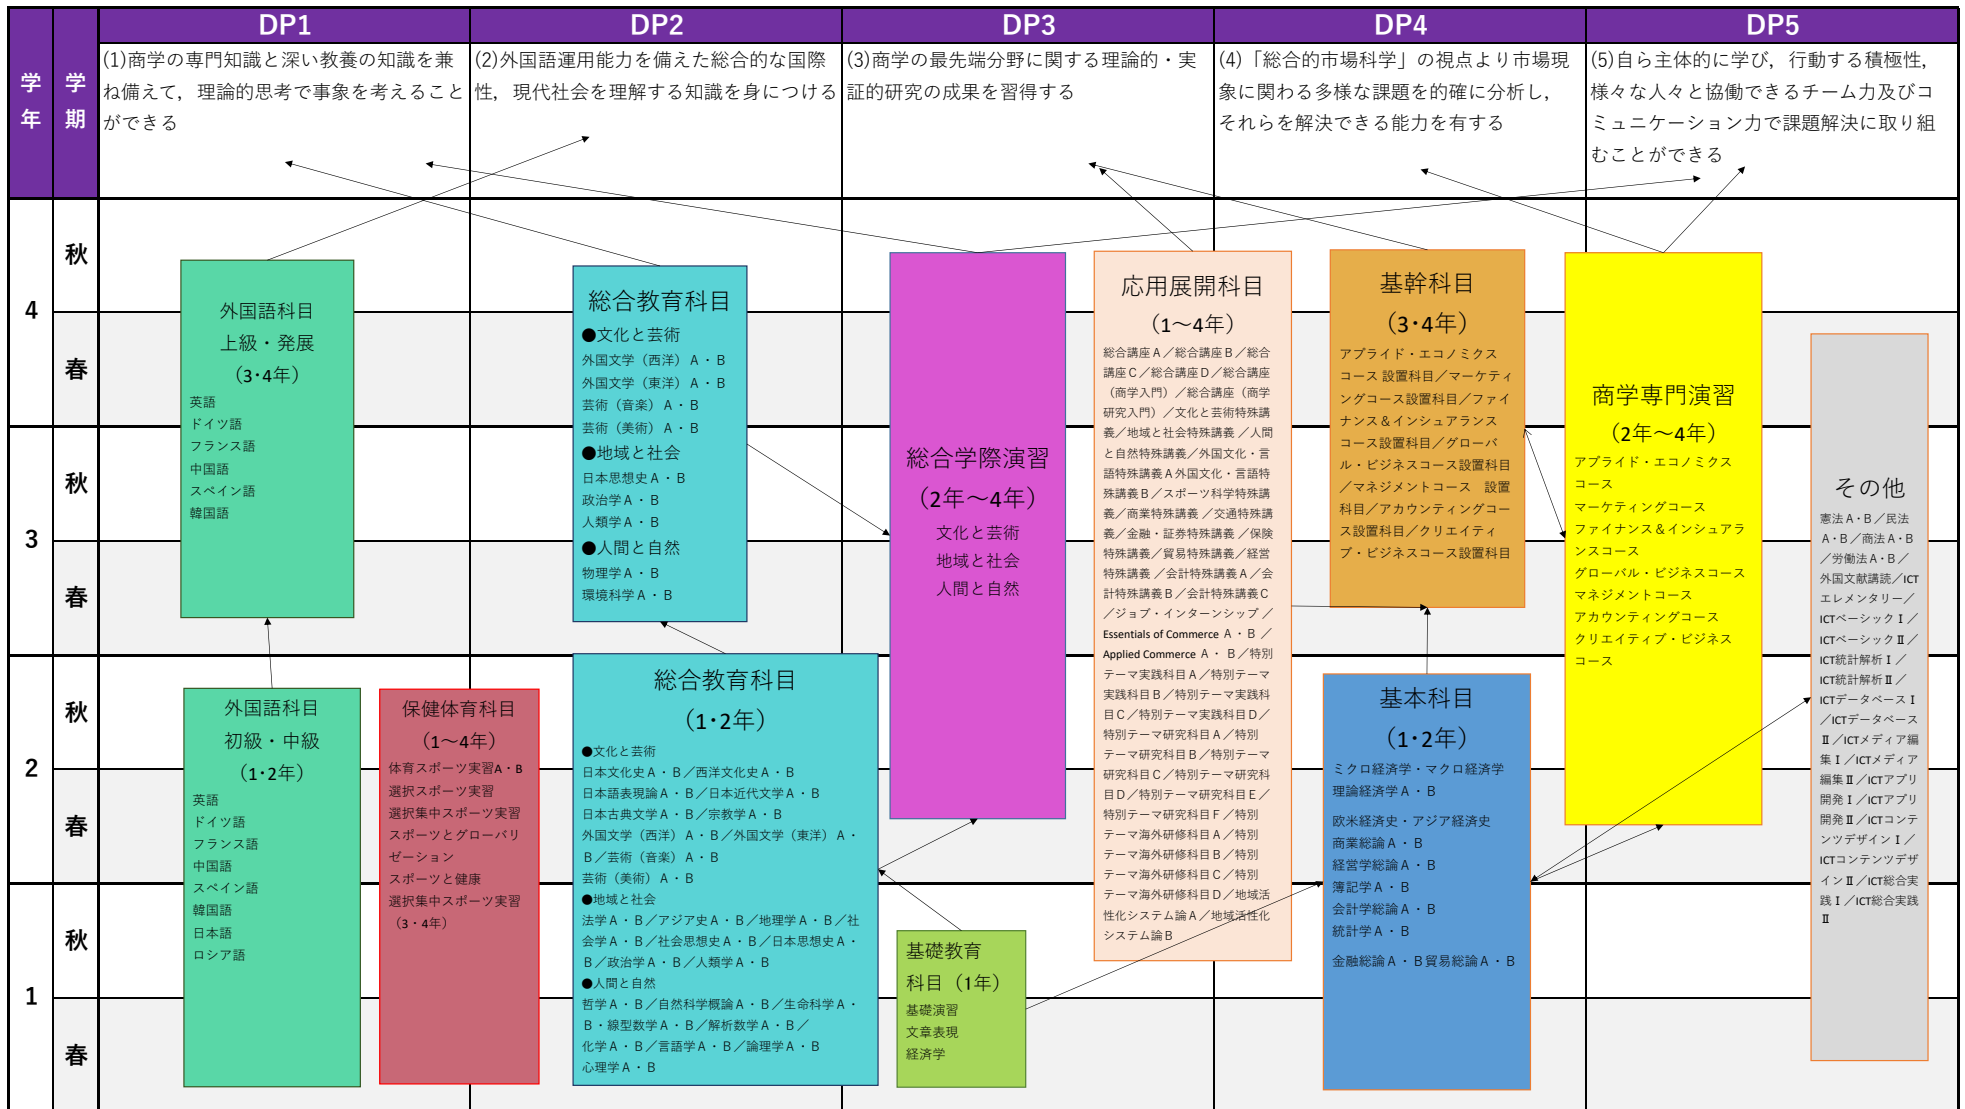 学年
学期
DP1
DP2
DP3
DP4
DP5
(1)商学の専門知識と深い教養の知識を兼
ね備えて，理論的思考で事象を考えること
ができる
(2)外国語運用能力を備えた総合的な国際
性，現代社会を理解する知識を身につける
(3)商学の最先端分野に関する理論的・実
証的研究の成果を習得する
(4)「総合的市場科学」の視点より市場現
象に関わる多様な課題を的確に分析し，
それらを解決できる能力を有する
(5)自ら主体的に学び，行動する積極性，
様々な人々と協働できるチーム力及びコ
ミュニケーション力で課題解決に取り組
むことができる
4
秋
春
3
秋
春
2
秋
春
1
秋
春
外国語科目
上級・発展
（3・4年）
英語
ドイツ語
フランス語
中国語
スペイン語
韓国語
外国語科目
初級・中級
（1・2年）
英語
ドイツ語
フランス語
中国語
スペイン語
韓国語
日本語
ロシア語
保健体育科目
（1～4年）
体育スポーツ実習A・B
選択スポーツ実習
選択集中スポーツ実習
スポーツとグローバリ
ゼーション
スポーツと健康
選択集中スポーツ実習
（3・4年）
総合教育科目
●文化と芸術
外国文学（西洋）Ａ・Ｂ
外国文学（東洋）Ａ・Ｂ
芸術（音楽）Ａ・Ｂ
芸術（美術）Ａ・Ｂ
●地域と社会
日本思想史Ａ・Ｂ
政治学Ａ・Ｂ
人類学Ａ・Ｂ
●人間と自然
物理学Ａ・Ｂ
環境科学Ａ・Ｂ
総合教育科目
（1・2年）
●文化と芸術
日本文化史Ａ・Ｂ／西洋文化史Ａ・Ｂ
日本語表現論Ａ・Ｂ／日本近代文学Ａ・Ｂ
日本古典文学Ａ・Ｂ／宗教学Ａ・Ｂ
外国文学（西洋）Ａ・Ｂ／外国文学（東洋）Ａ・
Ｂ／芸術（音楽）Ａ・Ｂ
芸術（美術）Ａ・Ｂ
●地域と社会
法学Ａ・Ｂ／アジア史Ａ・Ｂ／地理学Ａ・Ｂ／社
会学Ａ・Ｂ／社会思想史Ａ・Ｂ／日本思想史Ａ・
Ｂ／政治学Ａ・Ｂ／人類学Ａ・Ｂ
●人間と自然
哲学Ａ・Ｂ／自然科学概論Ａ・Ｂ／生命科学Ａ・
Ｂ・線型数学Ａ・Ｂ／解析数学Ａ・Ｂ／
化学Ａ・Ｂ／言語学Ａ・Ｂ／論理学Ａ・Ｂ
心理学Ａ・Ｂ
総合学際演習
（2年～4年）
文化と芸術
地域と社会
人間と自然
基礎教育
科目（1年）
基礎演習
文章表現
経済学
応用展開科目
（1～4年）
総合講座Ａ／総合講座Ｂ／総合
講座Ｃ／総合講座Ｄ／総合講座
（商学入門）／総合講座（商学
研究入門）／文化と芸術特殊講
義／地域と社会特殊講義／人間
と自然特殊講義／外国文化・言
語特殊講義Ａ外国文化・言語特
殊講義Ｂ／スポーツ科学特殊講
義／商業特殊講義／交通特殊講
義／金融・証券特殊講義／保険
特殊講義／貿易特殊講義／経営
特殊講義／会計特殊講義Ａ／会
計特殊講義Ｂ／会計特殊講義Ｃ
／ジョブ・インターンシップ／
Essentials of Commerce Ａ・Ｂ／
Applied Commerce Ａ・Ｂ／特別
テーマ実践科目Ａ／特別テーマ
実践科目Ｂ／特別テーマ実践科
目Ｃ／特別テーマ実践科目Ｄ／
特別テーマ研究科目Ａ／特別
テーマ研究科目Ｂ／特別テーマ
研究科目Ｃ／特別テーマ研究科
目Ｄ／特別テーマ研究科目Ｅ／
特別テーマ研究科目Ｆ／特別
テーマ海外研修科目Ａ／特別
テーマ海外研修科目Ｂ／特別
テーマ海外研修科目Ｃ／特別
テーマ海外研修科目Ｄ／地域活
性化システム論Ａ／地域活性化
システム論Ｂ
基幹科目
（3・4年）
アプライド・エコノミクス
コース 設置科目／マーケティ
ングコース設置科目／ファイ
ナンス＆インシュアランス
コース設置科目／グローバ
ル・ビジネスコース設置科目
／マネジメントコース　設置
科目／アカウンティングコー
ス設置科目／クリエイティ
ブ・ビジネスコース設置科目
基本科目
（1・2年）
ミクロ経済学・マクロ経済学
理論経済学Ａ・Ｂ
欧米経済史・アジア経済史
商業総論Ａ・Ｂ
経営学総論Ａ・Ｂ
簿記学Ａ・Ｂ
会計学総論Ａ・Ｂ
統計学Ａ・Ｂ
金融総論Ａ・Ｂ貿易総論Ａ・Ｂ
商学専門演習
（2年～4年）
アプライド・エコノミクス
コース
マーケティングコース
ファイナンス＆インシュアラ
ンスコース
グローバル・ビジネスコース
マネジメントコース
アカウンティングコース
クリエイティブ・ビジネス
コース
その他
憲法Ａ・Ｂ／民法
Ａ・Ｂ／商法Ａ・Ｂ
／労働法Ａ・Ｂ／
外国文献講読／ICT
エレメンタリー／
ICTベーシックⅠ／
ICTベーシックⅡ／
ICT統計解析Ⅰ／
ICT統計解析Ⅱ／
ICTデータベースⅠ
／ICTデータベース
Ⅱ／ICTメディア編
集Ⅰ／ICTメディア
編集Ⅱ／ICTアプリ
開発Ⅰ／ICTアプリ
開発Ⅱ／ICTコンテ
ンツデザインⅠ／
ICTコンテンツデザ
インⅡ／ICT総合実
践Ⅰ／ICT総合実践
Ⅱ